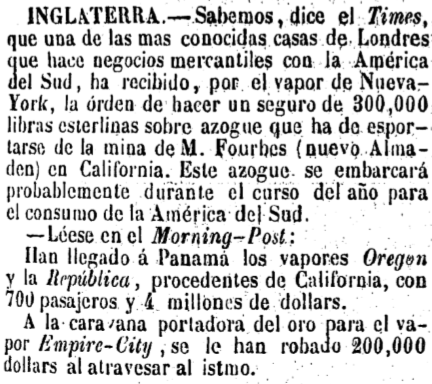 INGLATERRA.—Sabemos, dice el Times,
que una de las mas conocidas casas de Londres
que hace negocios mercantiles con la América
del Sud, ha recibido, por el vapor de Nueva-
York, la órden de hacer un seguro de 300,000
libras esterlinas sobre azogue que ha de espor-
tarse de la mina de M. Fourbes (nuevo Alma-
den) en California. Este azogue se embarcará
probablemente durante el curso del año para
el consumo de la América del Sud.
—Léese en el Morning-Post:
Han llegado á Panamá los vapores Oregon
y la República, procedentes de California, con
700 pasajeros y 4 millones de dollars.
A la caravana portadora del oro para el va-
por Empire-City, se le han robado 200,000
dollars al atravesar al istmo.